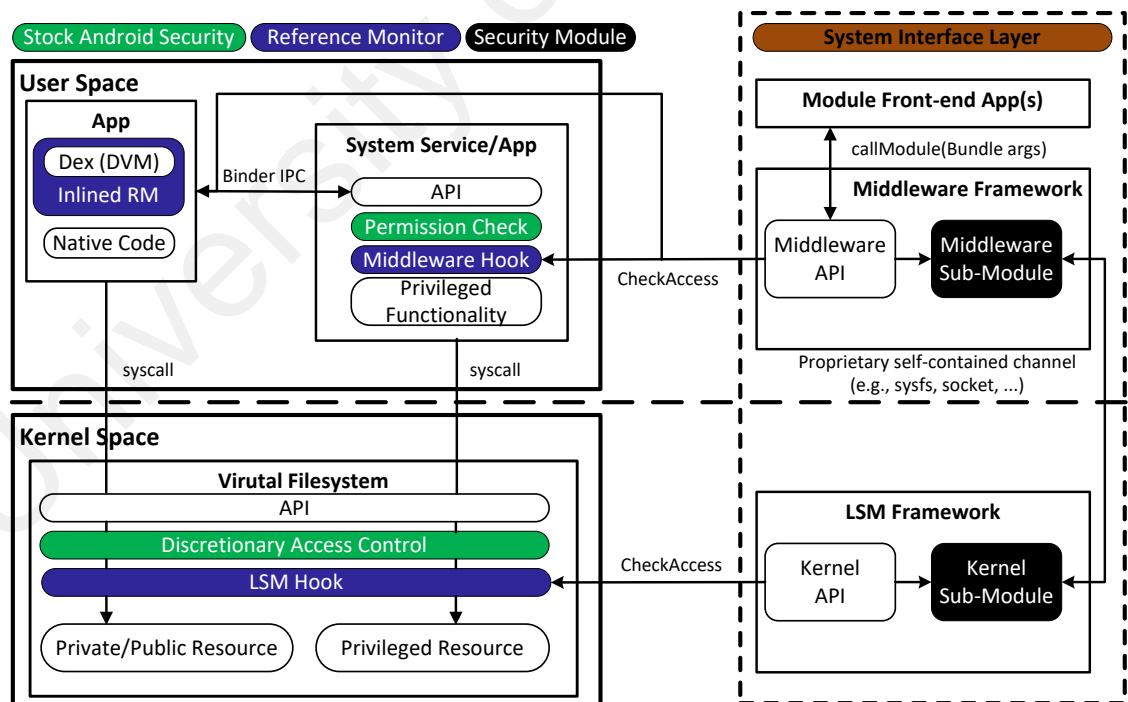 Stock Android Security
Reference Monitor
Security Module
System Interface Layer
User Space
App
Dex (DVM)
Inlined RM
Native Code
Binder IPC
System Service/App
API
Permission Check
Middleware Hook
Privileged
Functionality
syscall
syscall
CheckAccess
Module Front-end App(s)
callModule(Bundle args)
Middleware Framework
Middleware
API
Middleware
Sub-Module
Proprietary self-contained channel
(e.g., sysfs, socket, ...)
Kernel Space
Virutal Filesystem
API
Discretionary Access Control
LSM Hook
Private/Public Resource
Privileged Resource
CheckAccess
LSM Framework
Kernel
API
Kernel
Sub-Module
University